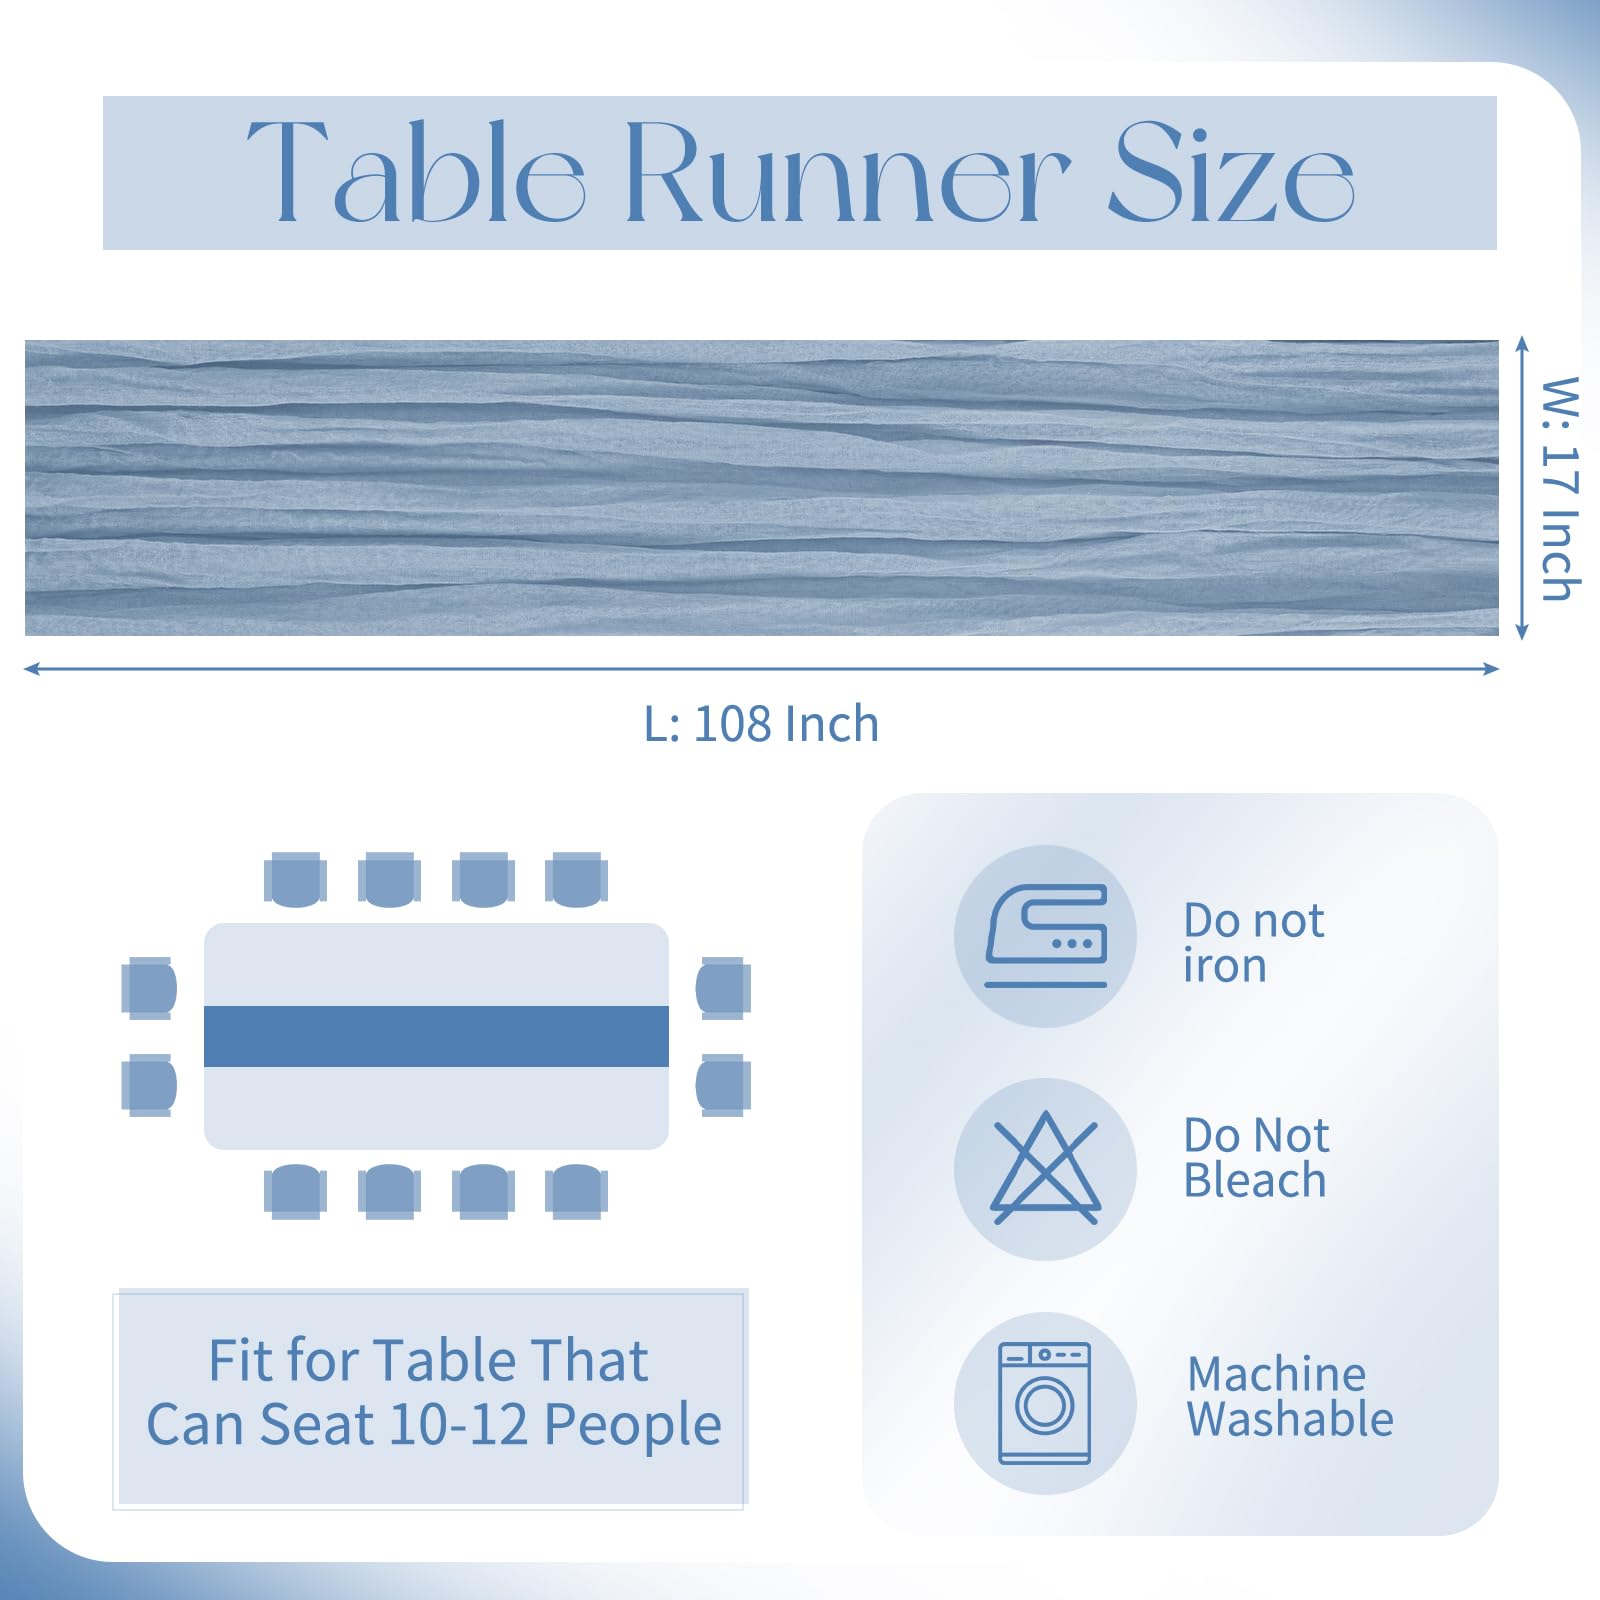 Table Runner Size
W: 17 Inch
L: 108 Inch
Do not
iron
Do Not
Bleach
Machine
Washable
Fit for Table That
Can Seat 10-12 People